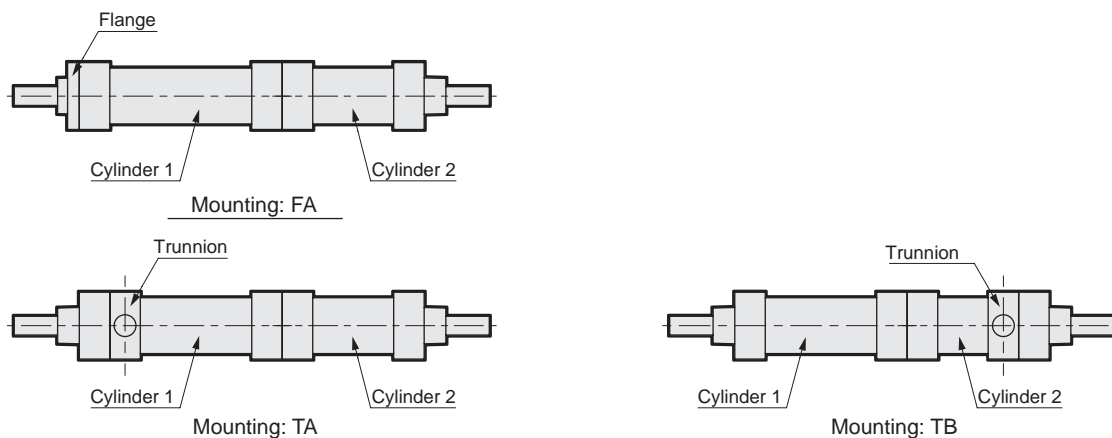 Flange
Cylinder 1
Cylinder 2
Mounting: FA
Trunnion
Cylinder 1
Cylinder 2
Mounting: TA
Trunnion
Cylinder 1
Cylinder 2
Mounting: TB